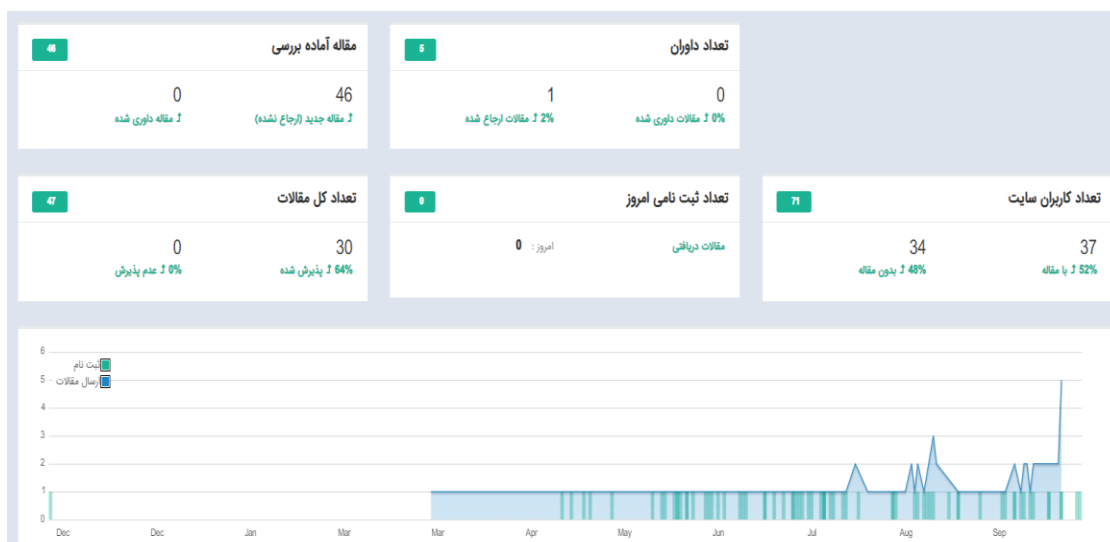 تعداد داوران
5
0
0% ⤴ مقالات داوری شده
1
2% ⤴ مقالات ارجاع شده
مقاله آماده بررسی
46
46
⤴ مقاله جدید (ارجاع نشده)
0
⤴ مقاله داوری شده
تعداد کاربران سایت
71
37
52% ⤴ با مقاله
34
48% ⤴ بدون مقاله
تعداد ثبت نامی امروز
0
مقالات دریافتی
امروز : 0
تعداد کل مقالات
47
30
64% ⤴ پذیرش شده
0
0% ⤴ عدم پذیرش
ثبت نام
ارسال مقالات
6
5
4
3
2
1
0
Dec Dec Jan Mar Mar Apr May Jun Jul Aug Sep